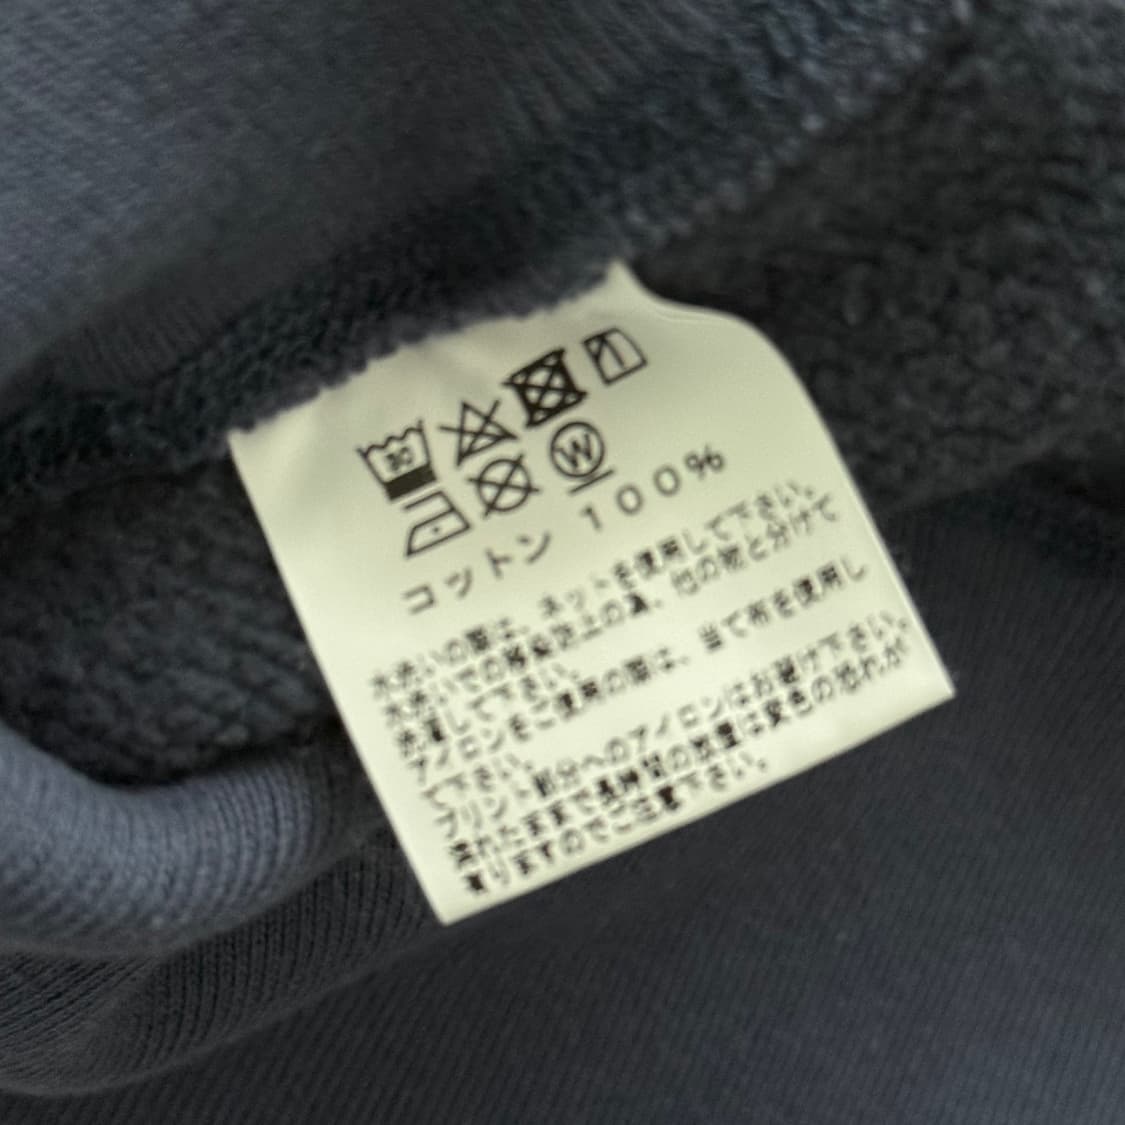 30
W
コットン 100%
水洗いの際は、ネットを使用して下さい。
水洗いでの移染防止の為、他の物と分けて
洗濯して下さい。
アイロンをご使用の際は、当て布を使用し
て下さい。
プリント部分へのアイロンはお避け下さい。
濡れたままで長時間の放置は変色の恐れが
有りますのでご注意下さい。